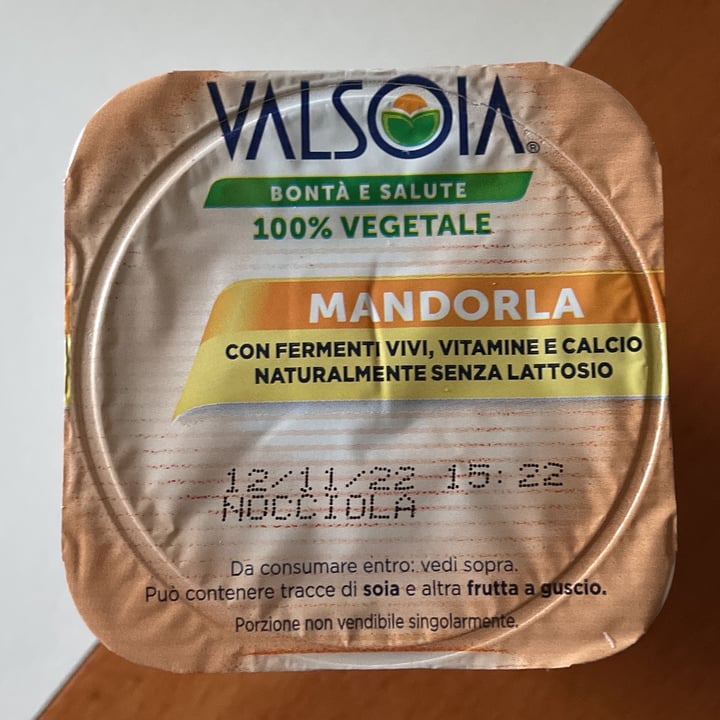 VALSOIA®
BONTÀ E SALUTE
100% VEGETALE
MANDORLA
CON FERMENTI VIVI, VITAMINE E CALCIO
NATURALMENTE SENZA LATTOSIO
12/11/22 15:22
NOCCIOLA
Da consumare entro: vedi sopra.
Può contenere tracce di soia e altra frutta a guscio.
Porzione non vendibile singolarmente.